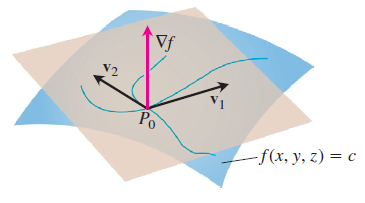 ∇f
v₂
v₁
P₀
f(x, y, z) = c